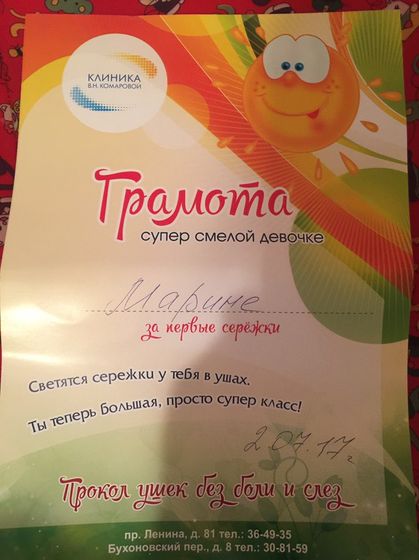 КЛИНИКА
В.Н. КОМАРОВОЙ
Грамота
супер смелой девочке
Марине
за первые серёжки
Светятся сережки у тебя в ушах.
Ты теперь большая, просто супер класс!
2.07.17г
Прокол ушек без боли и слез
пр. Ленина, д. 81 тел.: 36-49-35
Бухоновский пер., д. 8 тел.: 30-81-59